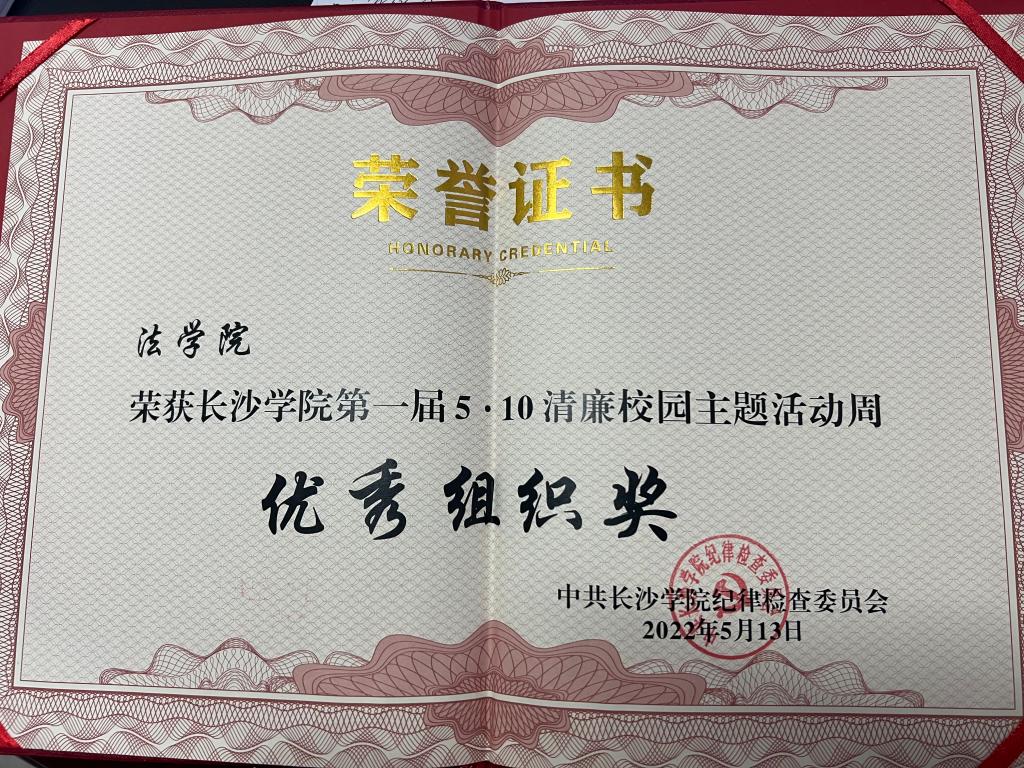 荣誉证书
HONORARY CREDENTIAL
法学院
荣获长沙学院第一届5·10清廉校园主题活动周
优秀组织奖
中共长沙学院纪律检查委员会
2022年5月13日